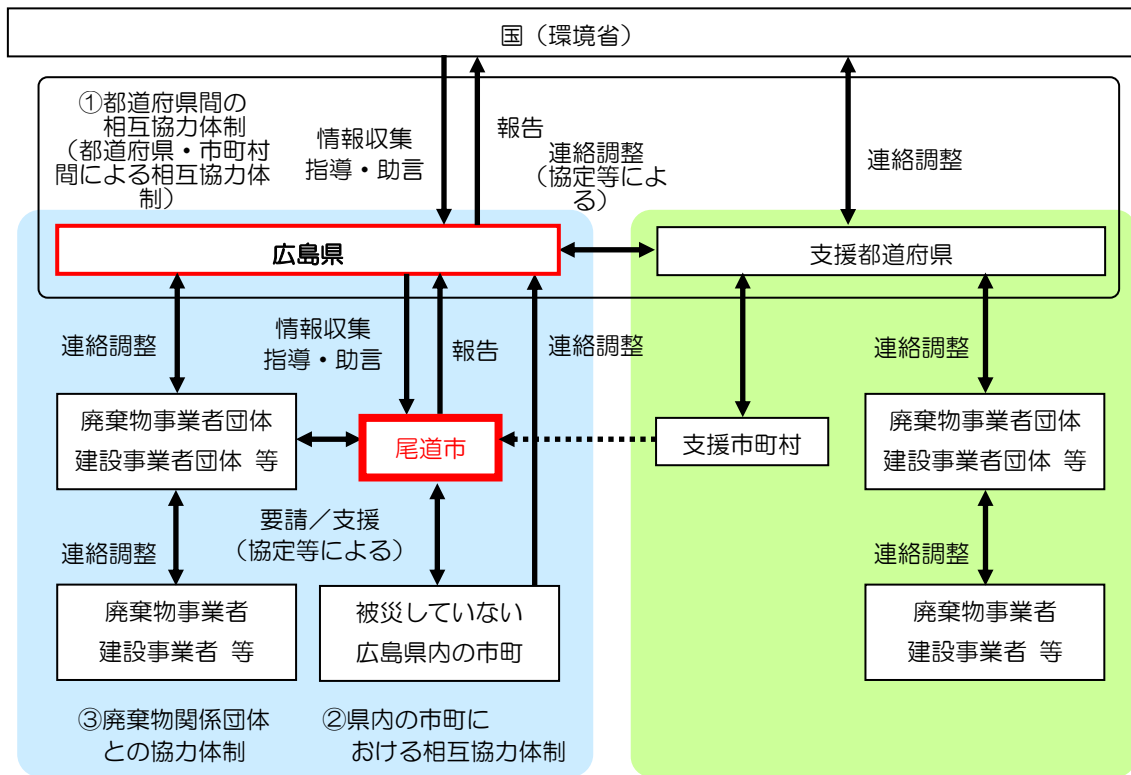 国（環境省）
①都道府県間の
相互協力体制
（都道府県・市町村
間による相互協力体
制）
情報収集
指導・助言
報告
連絡調整
（協定等によ
る）
連絡調整
広島県
支援都道府県
連絡調整
情報収集
指導・助言
報告
連絡調整
連絡調整
廃棄物事業者団体
建設事業者団体 等
尾道市
支援市町村
廃棄物事業者団体
建設事業者団体 等
連絡調整
要請／支援
（協定等による）
連絡調整
廃棄物事業者
建設事業者 等
被災していない
広島県内の市町
廃棄物事業者
建設事業者 等
③廃棄物関係団体
との協力体制
②県内の市町に
おける相互協力体制